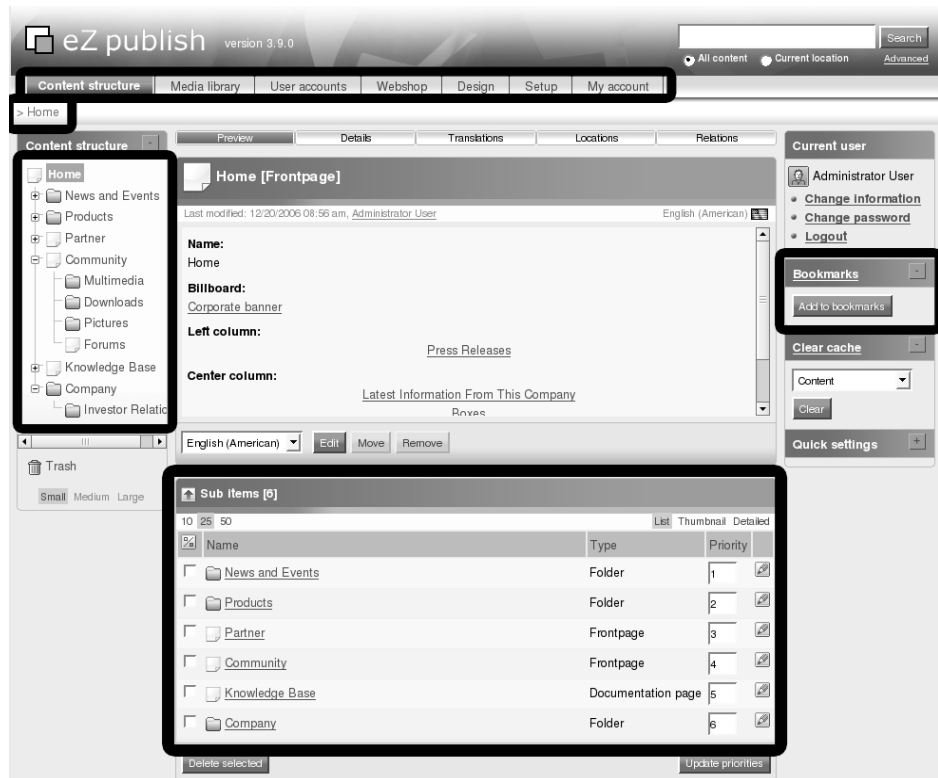 eZ publish version 3.9.0
Search
All content Current location Advanced
Content structure Media library User accounts Webshop Design Setup My account
> Home
Content structure -
Home
News and Events
Products
Partner
Community
Multimedia
Downloads
Pictures
Forums
Knowledge Base
Company
Investor Relatio
Trash
Small Medium Large
Preview Details Translations Locations Relations
Home [Frontpage]
Last modified: 12/20/2006 08:56 am, Administrator User English (American)
Name:
Home
Billboard:
Corporate banner
Left column:
Press Releases
Center column:
Latest Information From This Company
Boxes
English (American) Edit Move Remove
Sub items [6]
10 25 50 List Thumbnail Detailed
Name Type Priority
News and Events Folder 1
Products Folder 2
Partner Frontpage 3
Community Frontpage 4
Knowledge Base Documentation page 5
Company Folder 6
Delete selected Update priorities
Current user
Administrator User
Change information
Change password
Logout
Bookmarks -
Add to bookmarks
Clear cache -
Content
Clear
Quick settings +